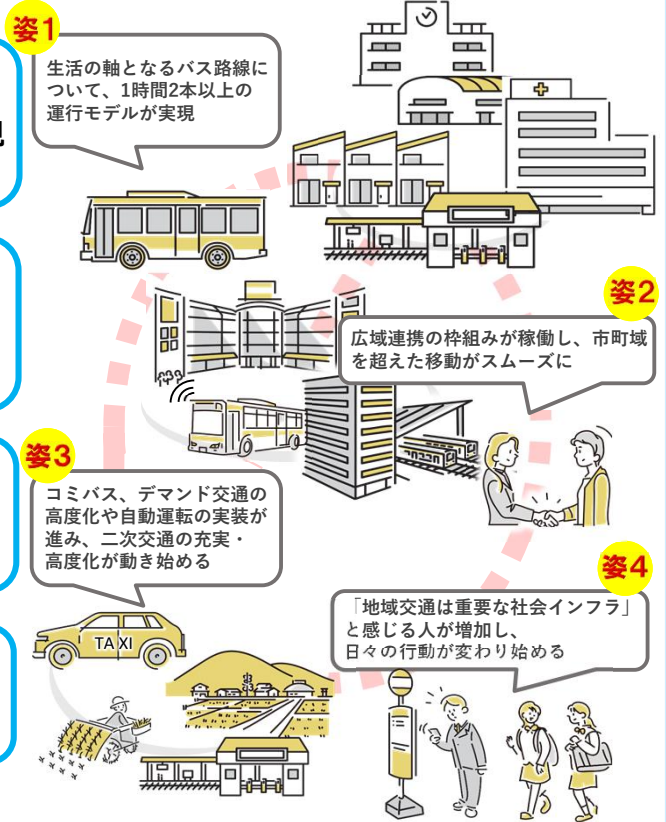 姿1
生活の軸となるバス路線に
ついて、1時間2本以上の
運行モデルが実現
姿2
広域連携の枠組みが稼働し、市町域
を超えた移動がスムーズに
姿3
コミバス、デマンド交通の
高度化や自動運転の実装が
進み、二次交通の充実・
高度化が動き始める
TAXI
姿4
「地域交通は重要な社会インフラ」
と感じる人が増加し、
日々の行動が変わり始める